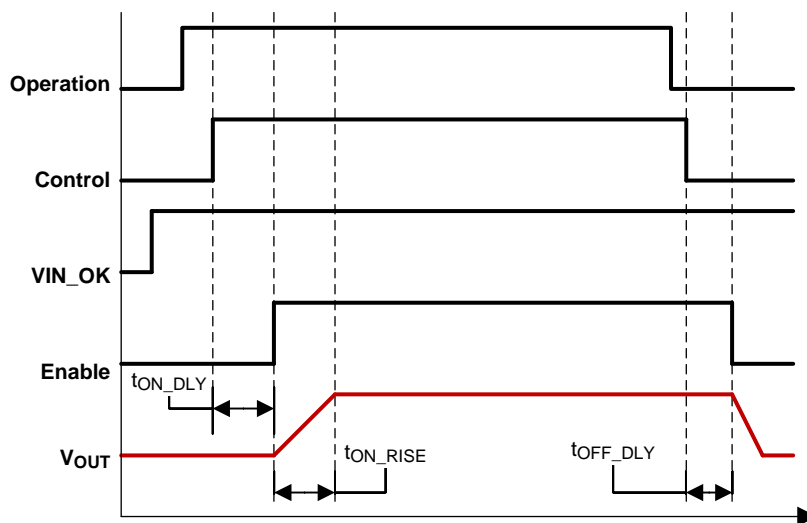 Operation
Control
VIN_OK
Enable
tON_DLY
VOUT
tON_RISE
tOFF_DLY